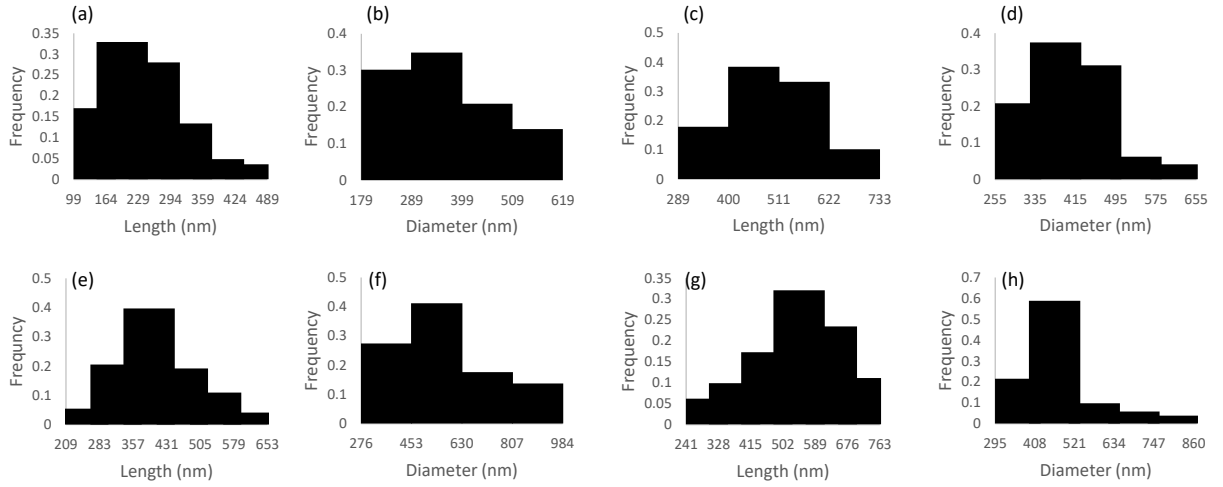 (a)
0.35
0.3
0.25
0.2
0.15
0.1
0.05
0
Frequency
99 164 229 294 359 424 489
Length (nm)
(b)
0.4
0.3
0.2
0.1
0
Frequency
179 289 399 509 619
Diameter (nm)
(c)
0.5
0.4
0.3
0.2
0.1
0
Frequency
289 400 511 622 733
Length (nm)
(d)
0.4
0.3
0.2
0.1
0
Frequency
255 335 415 495 575 655
Diameter (nm)
(e)
0.5
0.4
0.3
0.2
0.1
0
Frequncy
209 283 357 431 505 579 653
Length (nm)
(f)
0.5
0.4
0.3
0.2
0.1
0
Frequency
276 453 630 807 984
Diameter (nm)
(g)
0.35
0.3
0.25
0.2
0.15
0.1
0.05
0
Frequency
241 328 415 502 589 676 763
Length (nm)
(h)
0.7
0.6
0.5
0.4
0.3
0.2
0.1
0
Frequency
295 408 521 634 747 860
Diameter (nm)